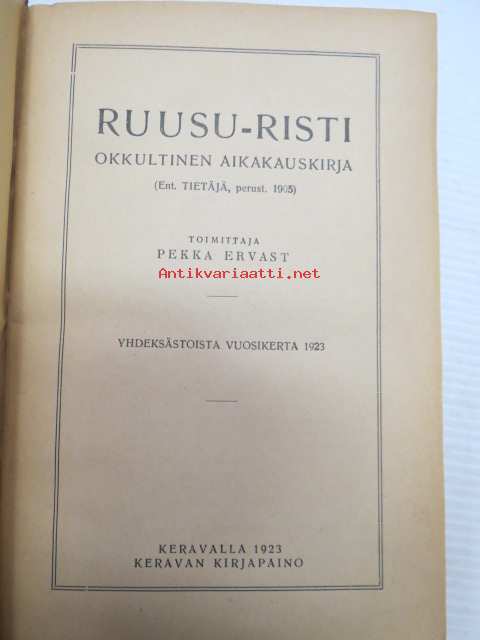 RUUSU-RISTI
OKKULTINEN AIKAKAUSKIRJA
(Ent. TIETÄJÄ, perust. 1905)
TOIMITTAJA
PEKKA ERVAST
Antikvariaatti.net
YHDEKSÄSTOISTA VUOSIKERTA 1923
KERAVALLA 1923
KERAVAN KIRJAPAINO